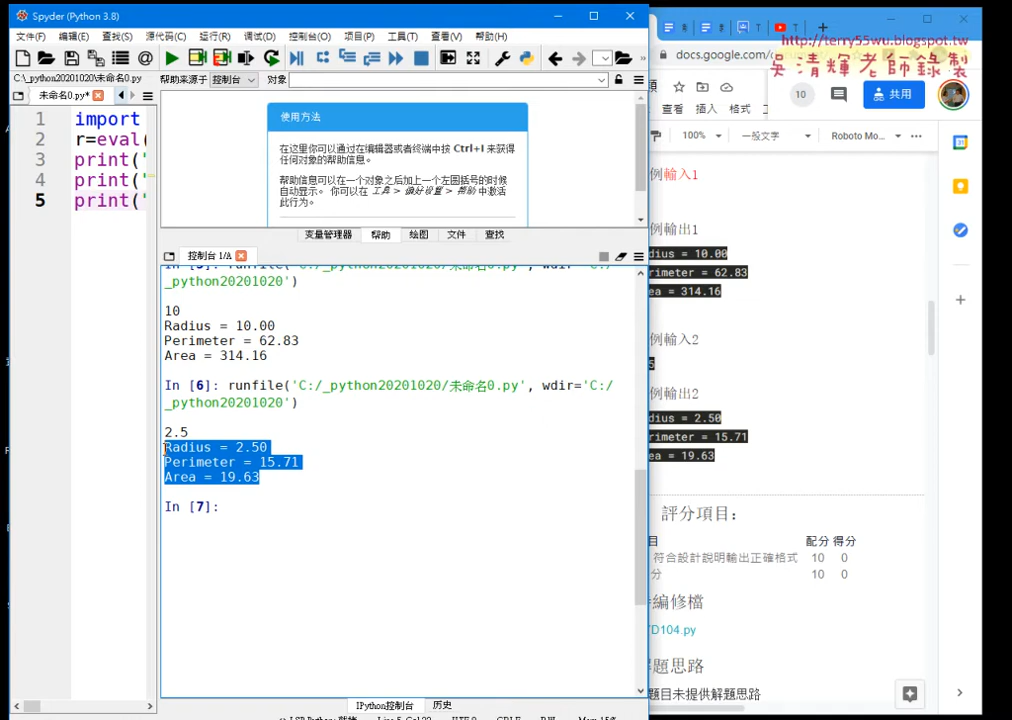 Spyder (Python 3.8)
http://terry55wu.blogspot.tw
吳清輝老師錄製
文件(F) 编辑(E) 查找(S) 源代码(C) 运行(R) 调试(D) 控制台(O) 项目(P) 工具(T) 查看(V) 帮助(H)
docs.google.com/
C:\_python20201020\未命名0.py
帮助来源于 控制台 对象
10
共用
查看 插入 格式
未命名0.py*
100% 一般文字 Roboto Mo...
1 import
2 r=eval(
3 print('
4 print('
5 print('
使用方法
在这里你可以通过在编辑器或者终端中按 Ctrl+I 来获得
任何对象的帮助信息。
帮助信息可以在一个对象之后加上一个左圆括号的时候
自动显示。 你可以在 工具 > 偏好设置 > 帮助 中激活
此行为。
变量管理器 帮助 绘图 文件 查找
控制台 1/A
_python20201020')
10
Radius = 10.00
Perimeter = 62.83
Area = 314.16
In [6]: runfile('C:/_python20201020/未命名0.py', wdir='C:/
_python20201020')
2.5
Radius = 2.50
Perimeter = 15.71
Area = 19.63
In [7]:
IPython控制台 历史
例輸入1
例輸出1
dius = 10.00
rimeter = 62.83
ea = 314.16
例輸入2
例輸出2
dius = 2.50
rimeter = 15.71
ea = 19.63
評分項目:
目 配分 得分
符合設計說明輸出正確格式 10 0
分 10 0
編修檔
D104.py
解題思路
題目未提供解題思路